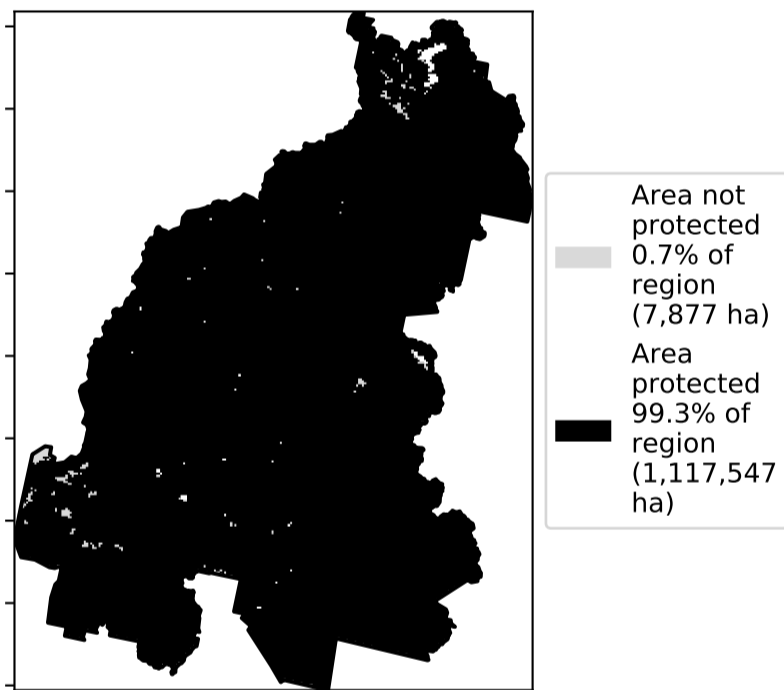 Area not
protected
0.7% of
region
(7,877 ha)
Area
protected
99.3% of
region
(1,117,547
ha)